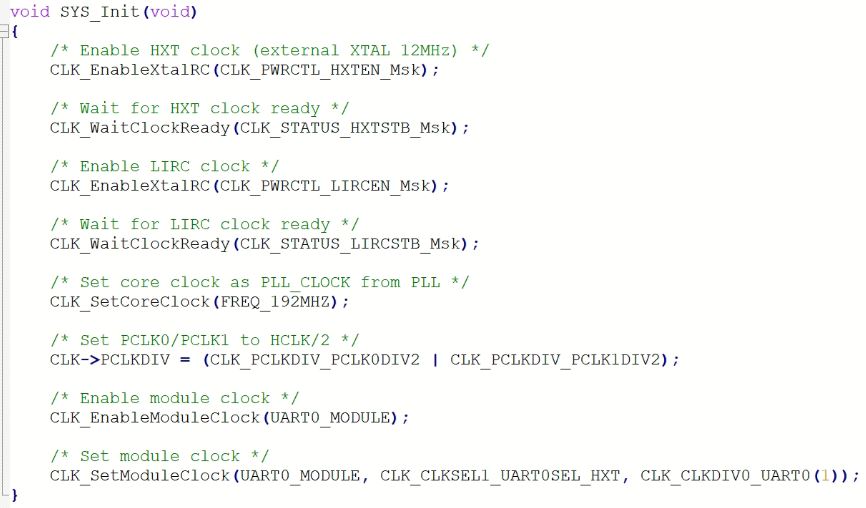 void SYS_Init(void)
{
    /* Enable HXT clock (external XTAL 12MHz) */
    CLK_EnableXtalRC(CLK_PWRCTL_HXTEN_Msk);

    /* Wait for HXT clock ready */
    CLK_WaitClockReady(CLK_STATUS_HXTSTB_Msk);

    /* Enable LIRC clock */
    CLK_EnableXtalRC(CLK_PWRCTL_LIRCEN_Msk);

    /* Wait for LIRC clock ready */
    CLK_WaitClockReady(CLK_STATUS_LIRCSTB_Msk);

    /* Set core clock as PLL_CLOCK from PLL */
    CLK_SetCoreClock(FREQ_192MHZ);

    /* Set PCLK0/PCLK1 to HCLK/2 */
    CLK->PCLKDIV = (CLK_PCLKDIV_PCLK0DIV2 | CLK_PCLKDIV_PCLK1DIV2);

    /* Enable module clock */
    CLK_EnableModuleClock(UART0_MODULE);

    /* Set module clock */
    CLK_SetModuleClock(UART0_MODULE, CLK_CLKSEL1_UART0SEL_HXT, CLK_CLKDIV0_UART0(1));
}